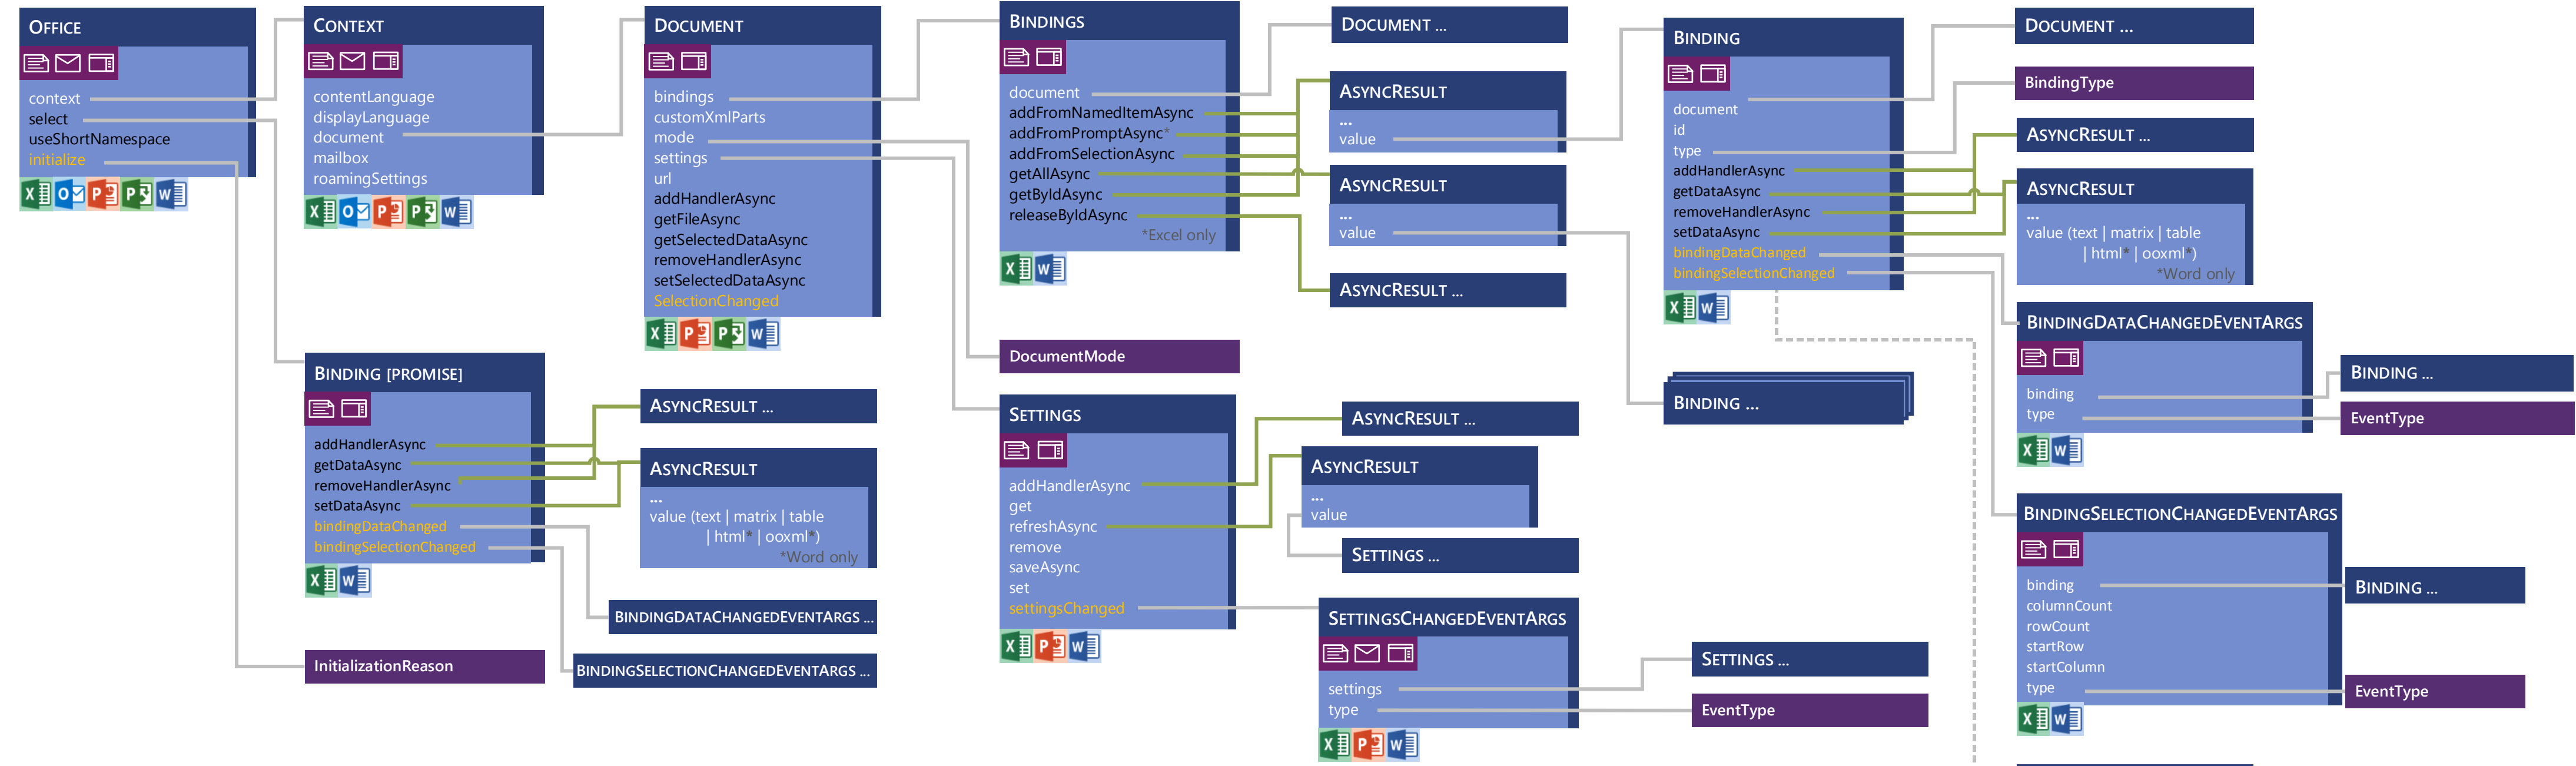 OFFICE
context
select
useShortNamespace
initialize
CONTEXT
contentLanguage
displayLanguage
document
mailbox
roamingSettings
BINDING [PROMISE]
addHandlerAsync
getDataAsync
removeHandlerAsync
setDataAsync
bindingDataChanged
bindingSelectionChanged
InitializationReason
DOCUMENT
bindings
customXmlParts
mode
settings
url
addHandlerAsync
getFileAsync
getSelectedDataAsync
removeHandlerAsync
setSelectedDataAsync
SelectionChanged
ASYNCRESULT ...
ASYNCRESULT
...
value (text | matrix | table
| html* | ooxml*)
*Word only
BINDINGDATACHANGEDEVENTARGS ...
BINDINGSELECTIONCHANGEDEVENTARGS ...
BINDINGS
document
addFromNamedItemAsync
addFromPromptAsync*
addFromSelectionAsync
getAllAsync
getByIdAsync
releaseByIdAsync
*Excel only
DocumentMode
SETTINGS
addHandlerAsync
get
refreshAsync
remove
saveAsync
set
settingsChanged
DOCUMENT ...
ASYNCRESULT
...
value
ASYNCRESULT
...
value
ASYNCRESULT ...
ASYNCRESULT ...
ASYNCRESULT
...
value
SETTINGS ...
SETTINGSCHANGEDEVENTARGS
settings
type
BINDING
document
id
type
addHandlerAsync
getDataAsync
removeHandlerAsync
setDataAsync
bindingDataChanged
bindingSelectionChanged
BINDING ...
SETTINGS ...
EventType
DOCUMENT ...
BindingType
ASYNCRESULT ...
ASYNCRESULT
...
value (text | matrix | table
| html* | ooxml*)
*Word only
BINDINGDATACHANGEDEVENTARGS
binding
type
BINDING ...
EventType
BINDINGSELECTIONCHANGEDEVENTARGS
binding
columnCount
rowCount
startRow
startColumn
type
BINDING ...
EventType